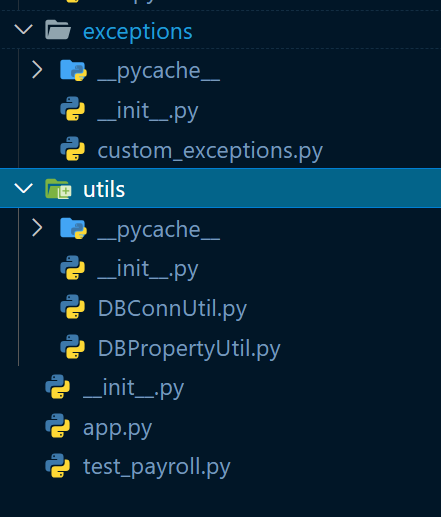 exceptions
__pycache__
__init__.py
custom_exceptions.py
utils
__pycache__
__init__.py
DBConnUtil.py
DBPropertyUtil.py
__init__.py
app.py
test_payroll.py